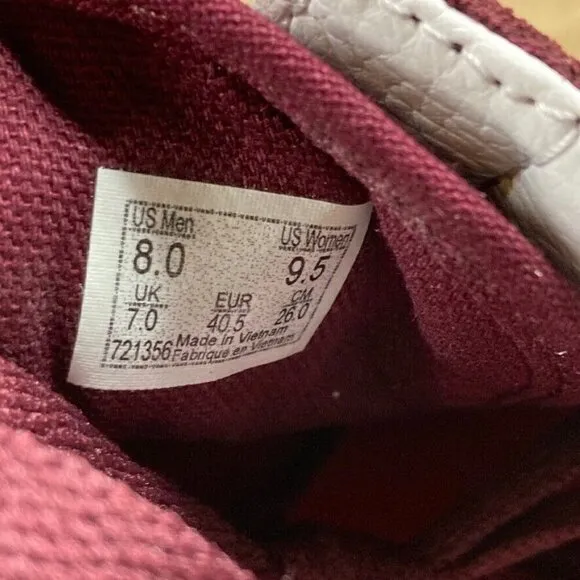 US Men US Women
8.0 9.5
UK EUR CM
7.0 40.5 26.0
721356 Made in Vietnam
Fabriqué en Vietnam